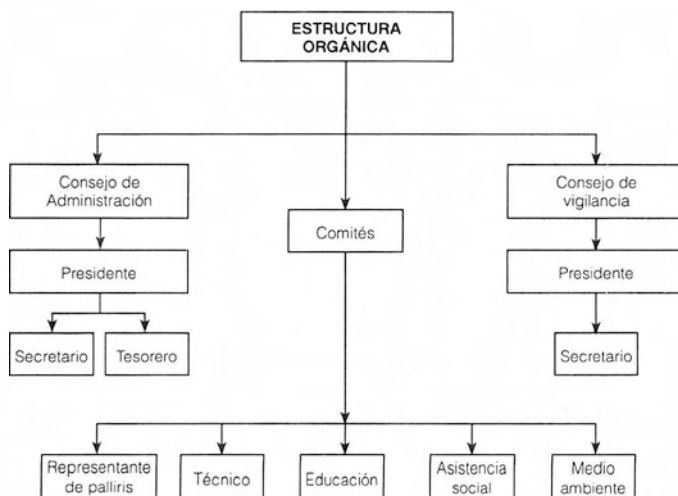 ESTRUCTURA
ORGÁNICA
Consejo de
Administración
Comités
Consejo de
vigilancia
Presidente
Presidente
Secretario
Tesorero
Secretario
Representante
de palliris
Técnico
Educación
Asistencia
social
Medio
ambiente